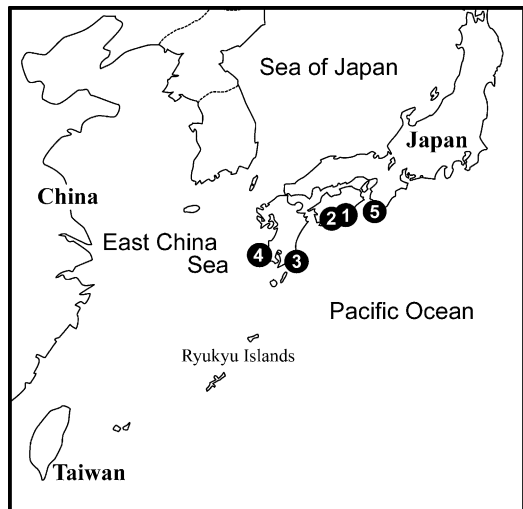 Sea of Japan
Japan
China
2 1 5
East China
Sea
4 3
Pacific Ocean
Ryukyu Islands
Taiwan